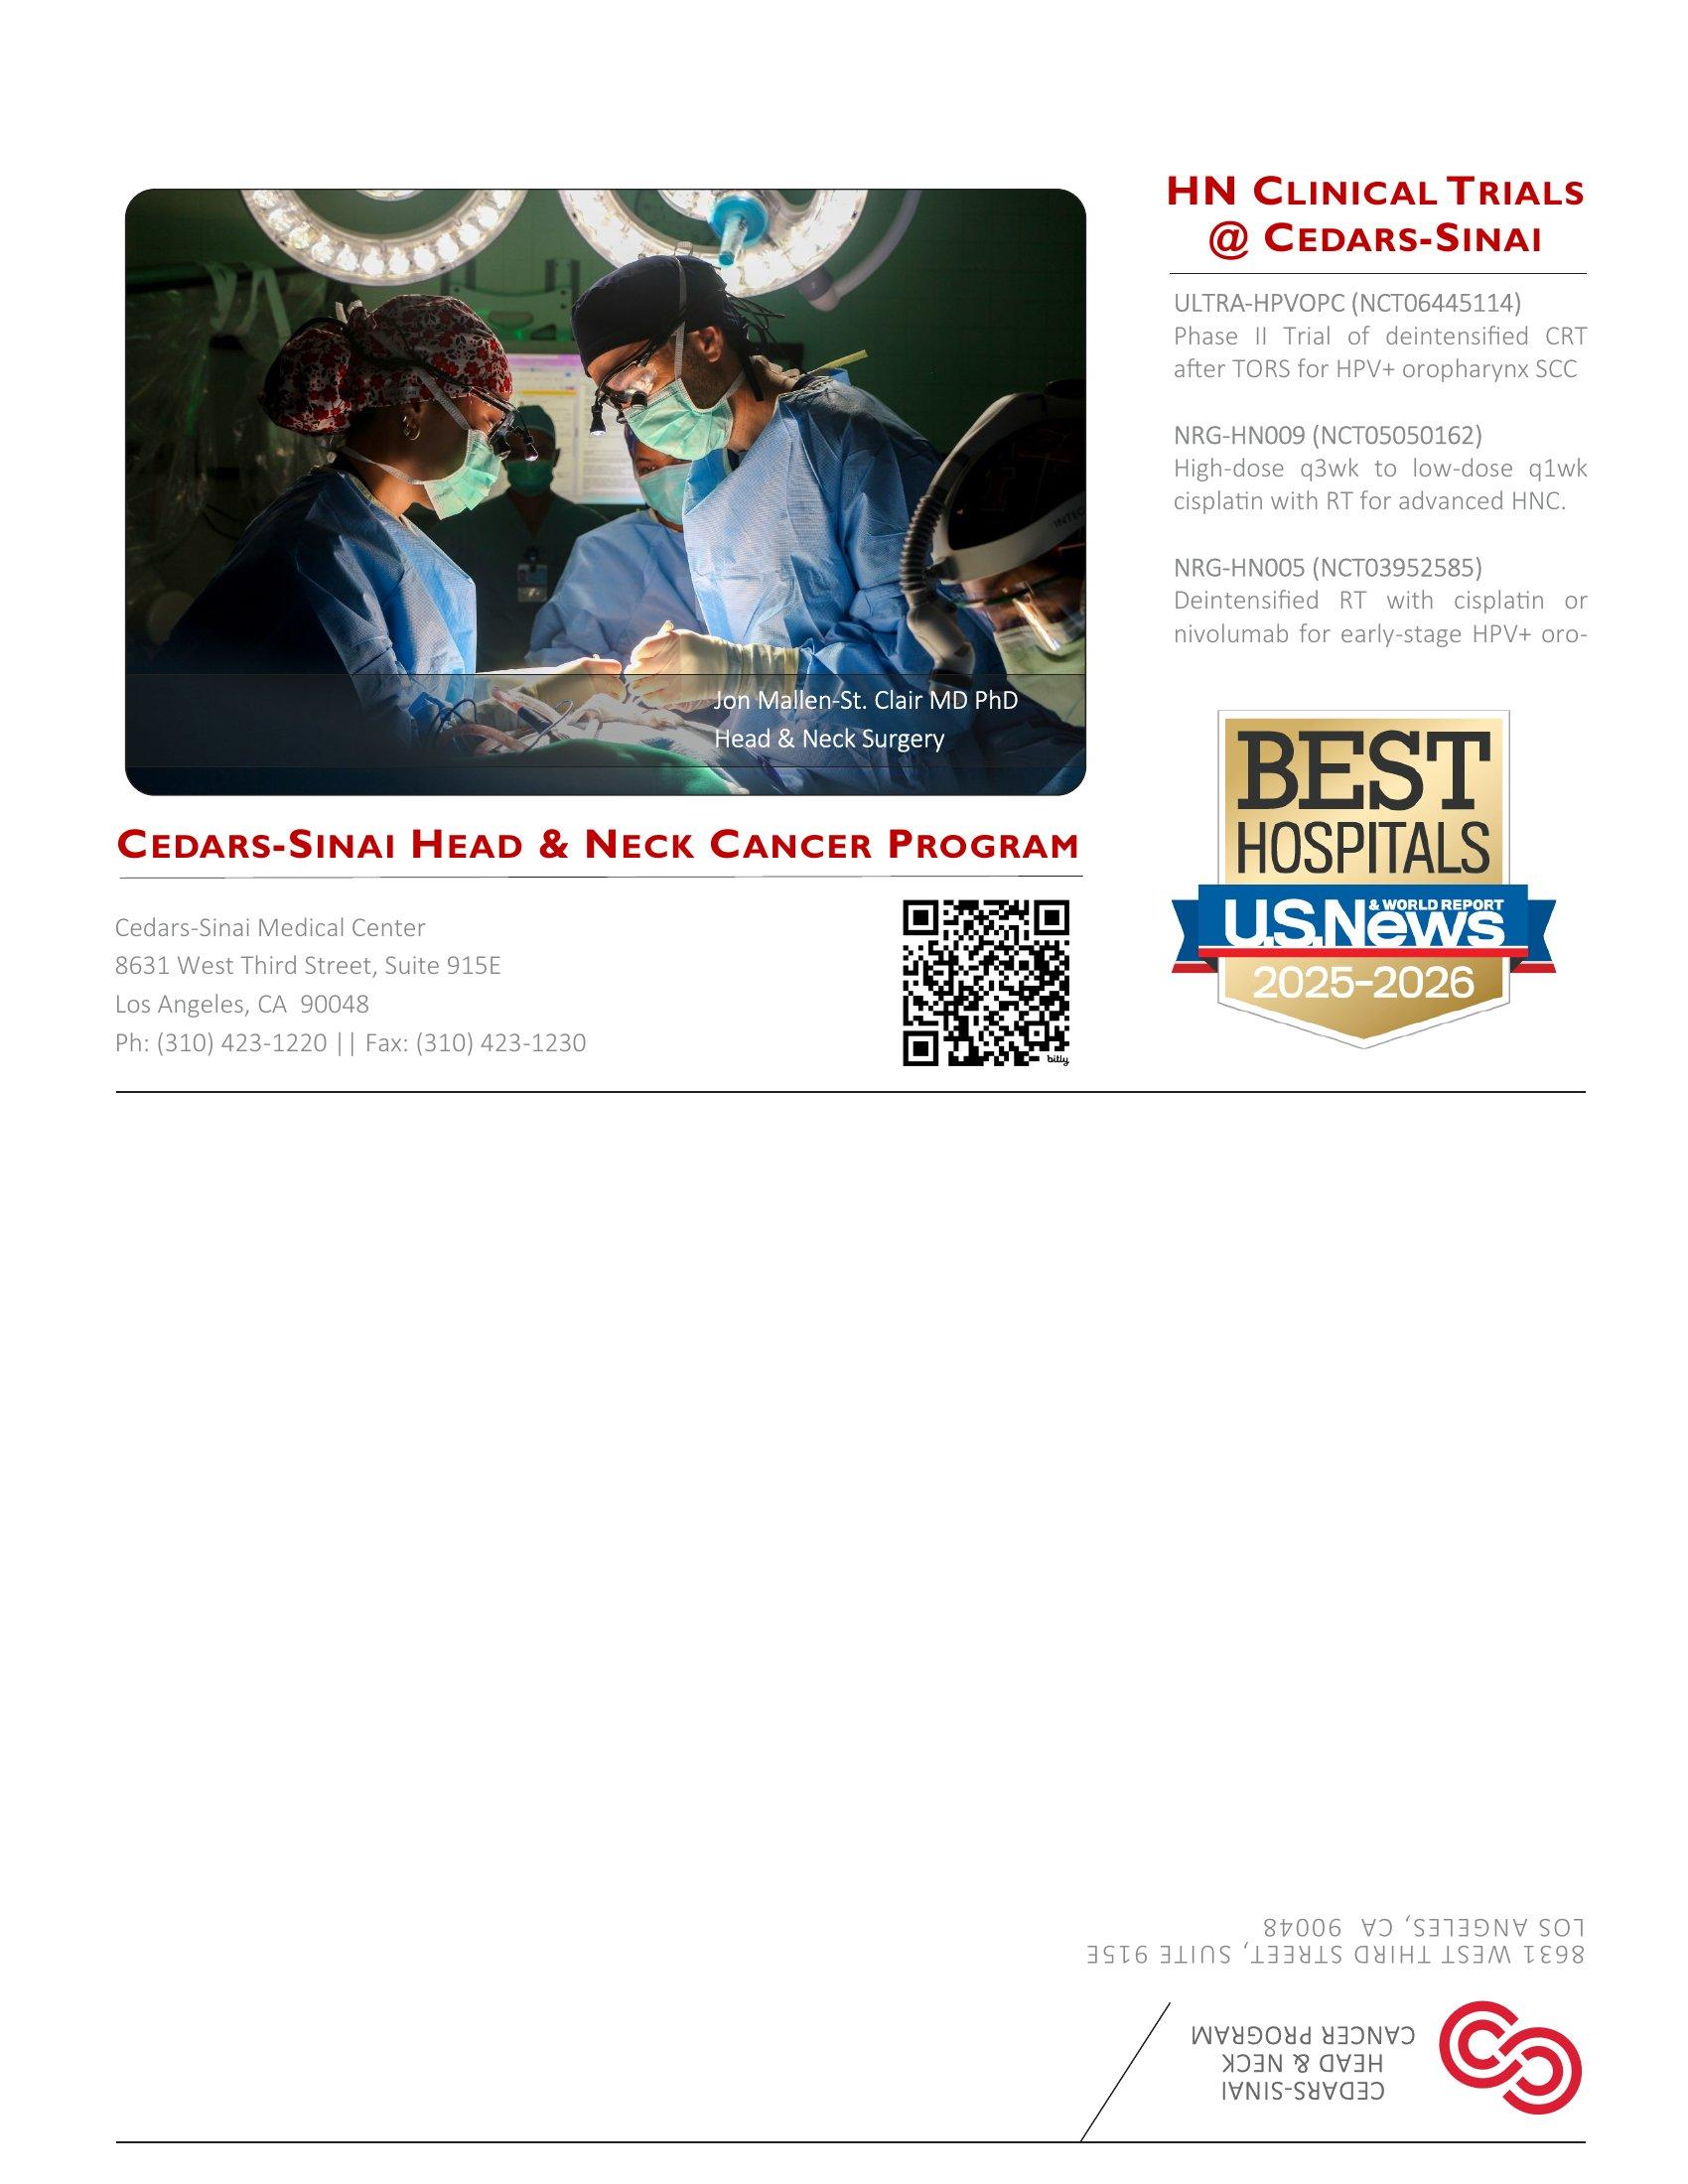 HN CLINICAL TRIALS
@ CEDARS-SINAI
ULTRA-HPVOPC (NCT06445114)
Phase II Trial of deintensified CRT
after TORS for HPV+ oropharynx SCC
NRG-HN009 (NCT05050162)
High-dose q3wk to low-dose q1wk
cisplatin with RT for advanced HNC.
NRG-HN005 (NCT03952585)
Deintensified RT with cisplatin or
nivolumab for early-stage HPV+ oro-
Jon Mallen-St. Clair MD PhD
Head & Neck Surgery
BEST
HOSPITALS
U.S.News
& WORLD REPORT
2025-2026
CEDARS-SINAI HEAD & NECK CANCER PROGRAM
Cedars-Sinai Medical Center
8631 West Third Street, Suite 915E
Los Angeles, CA 90048
Ph: (310) 423-1220 || Fax: (310) 423-1230
bitly
CEDARS-SINAI
HEAD & NECK
CANCER PROGRAM
8631 WEST THIRD STREET, SUITE 915E
LOS ANGELES, CA 90048